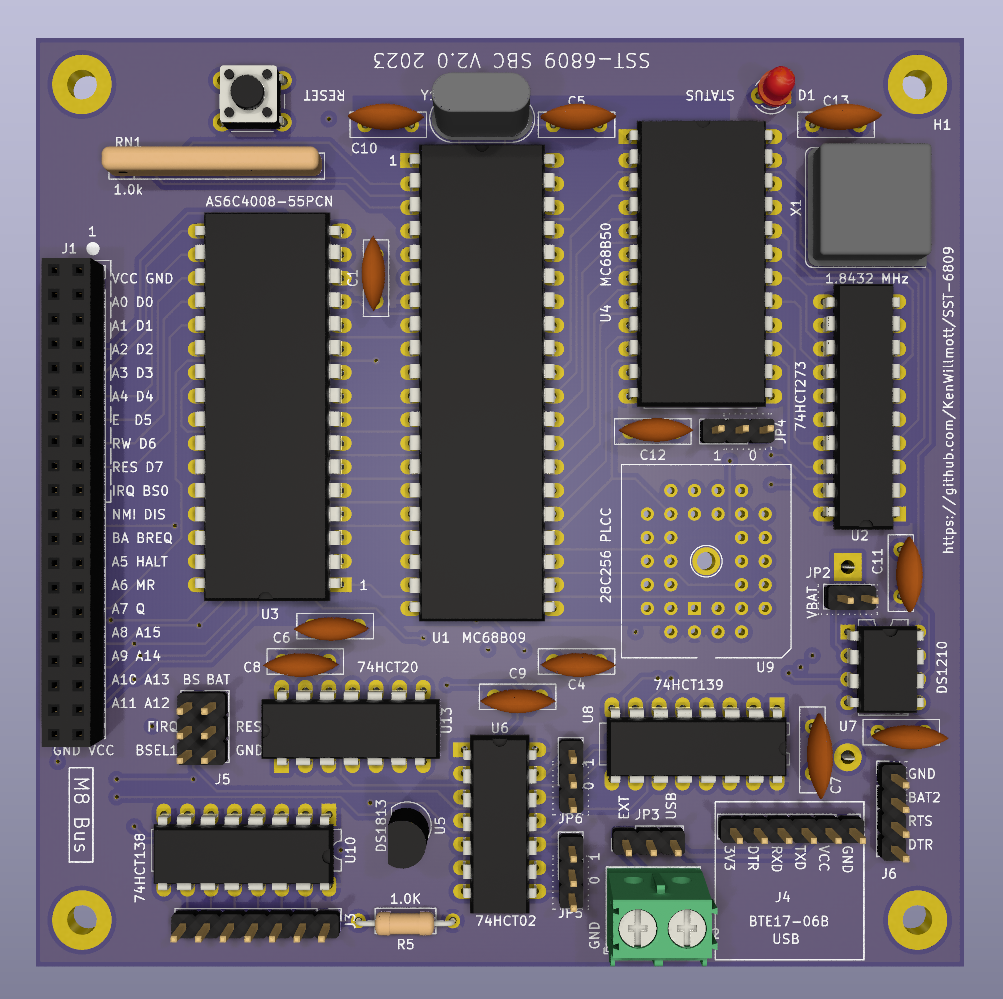 SST-6809 SBC V2.0 2023
RESET
STATUS
D1
C10
C5
C13
H1
RN1
1.0k
1
AS6C4008-55PCN
X1
MC68B50
U4
1.8432 MHz
https://github.com/KenWillmott/SST-6809
J1
1
VCC GND
A0 D0
A1 D1
A2 D2
A3 D3
A4 D4
E D5
RW D6
RES D7
IRQ BS0
NMI DIS
BA BREQ
A5 HALT
A6 MR
A7 Q
A8 A15
A9 A14
A10 A13
A11 A12
GND VCC
M8 Bus
74HCT273
JP4
C12
1 0
28C256 PLCC
U9
U2
C11
JP2
VBAT
DS1210
U7
1
U3
C6
C8
U1 MC68B09
74HCT20
U13
C9
C4
U6
U8
74HCT139
C7
BS BAT
FIRQ
BSEL1
GND
J5
1
0
JP6
EXT
JP3
USB
GND
BAT2
RTS
DTR
J6
3V3
DTR
RXD
TXD
VCC
GND
J4
BTE17-06B
USB
74HCT138
U10
DS1813
U5
1
0
JP5
1.0K
R5
74HCT02
GND